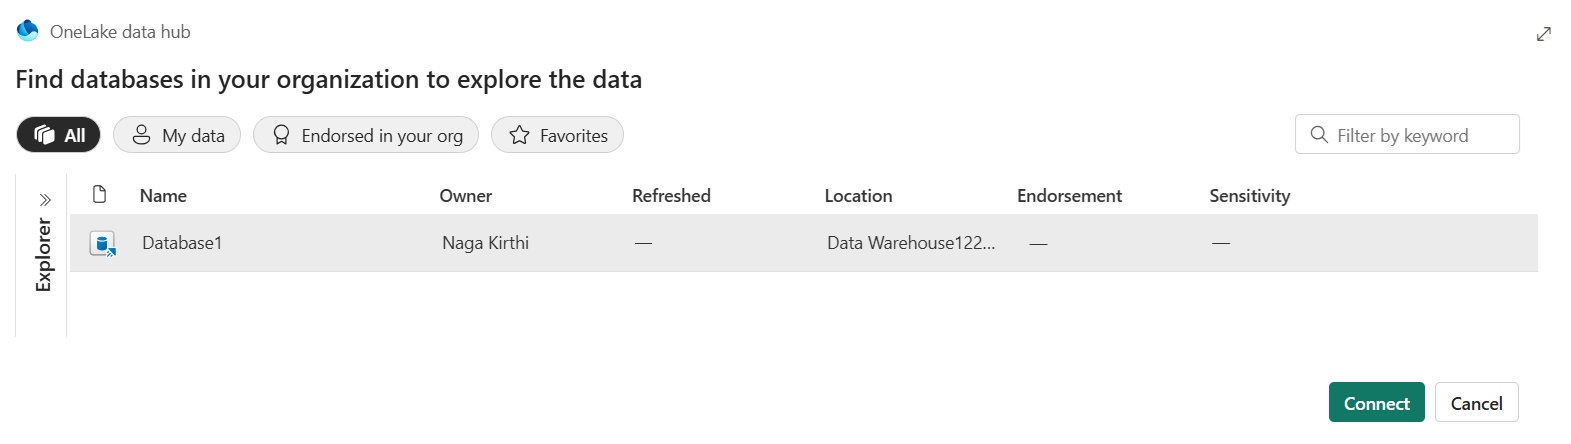 OneLake data hub
Find databases in your organization to explore the data
All My data Endorsed in your org Favorites Filter by keyword
Explorer
Name Owner Refreshed Location Endorsement Sensitivity
Database1 Naga Kirthi — Data Warehouse122... — —
Connect Cancel